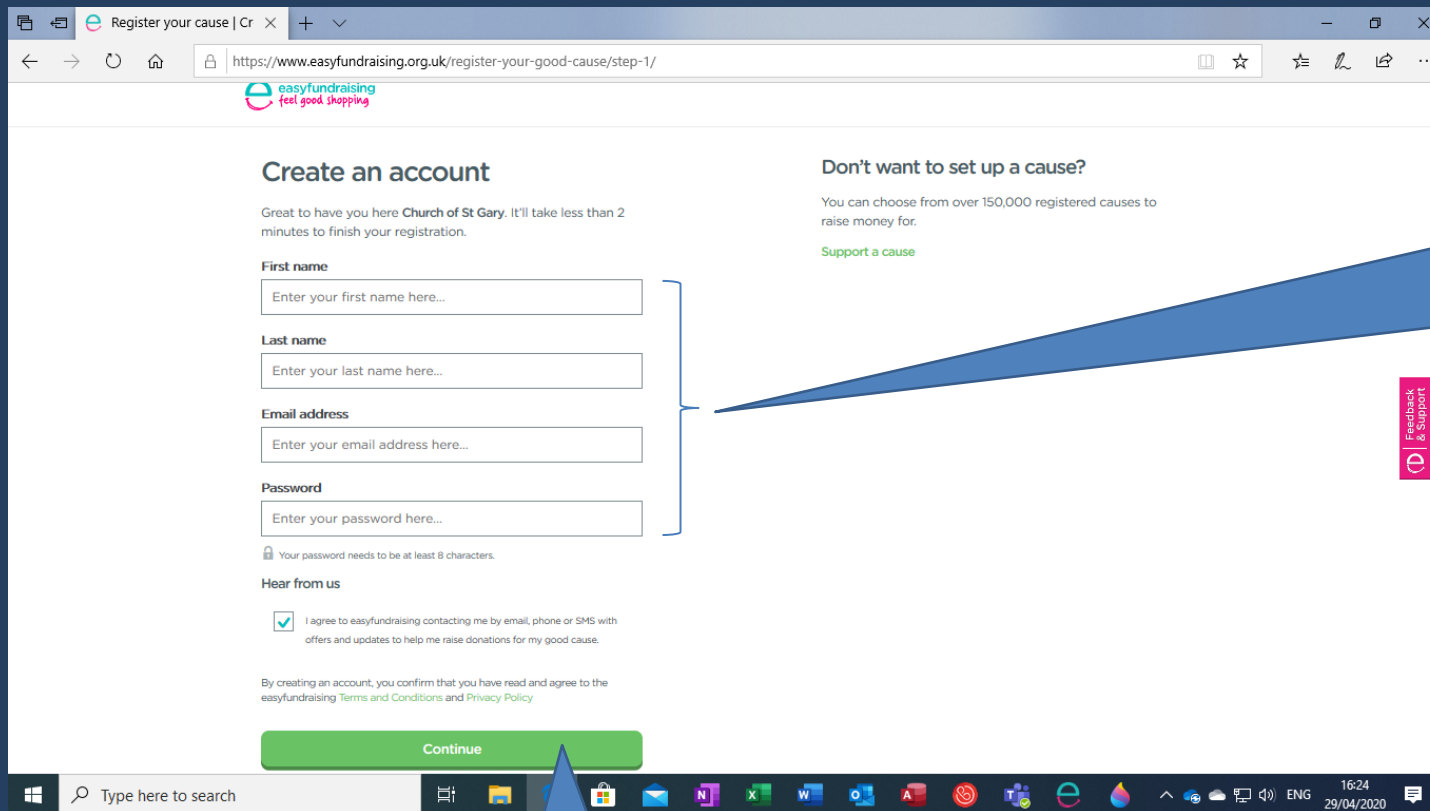 Register your cause | Cr
https://www.easyfundraising.org.uk/register-your-good-cause/step-1/
easyfundraising
feel good shopping
Create an account
Great to have you here Church of St Gary. It'll take less than 2
minutes to finish your registration.
First name
Enter your first name here...
Last name
Enter your last name here...
Email address
Enter your email address here...
Password
Enter your password here...
Your password needs to be at least 8 characters.
Hear from us
I agree to easyfundraising contacting me by email, phone or SMS with
offers and updates to help me raise donations for my good cause.
By creating an account, you confirm that you have read and agree to the
easyfundraising Terms and Conditions and Privacy Policy
Continue
Don't want to set up a cause?
You can choose from over 150,000 registered causes to
raise money for.
Support a cause
Feedback
& Support
Type here to search
ENG
16:24
29/04/2020